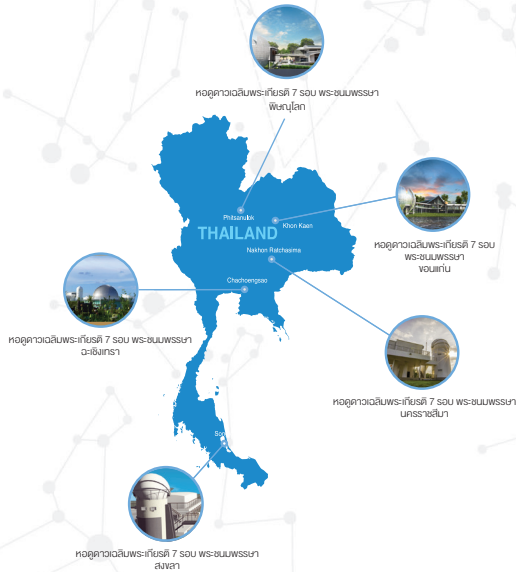 หอดูดาวเฉลิมพระเกียรติ 7 รอบ พระชนมพรรษา
พิษณุโลก
Phitsanulok
Khon Kaen
THAILAND
หอดูดาวเฉลิมพระเกียรติ 7 รอบ
พระชนมพรรษา
ขอนแก่น
Nakhon Ratchasima
Chachoengsao
หอดูดาวเฉลิมพระเกียรติ 7 รอบ พระชนมพรรษา
ฉะเชิงเทรา
หอดูดาวเฉลิมพระเกียรติ 7 รอบ พระชนมพรรษา
นครราชสีมา
หอดูดาวเฉลิมพระเกียรติ 7 รอบ พระชนมพรรษา
สงขลา